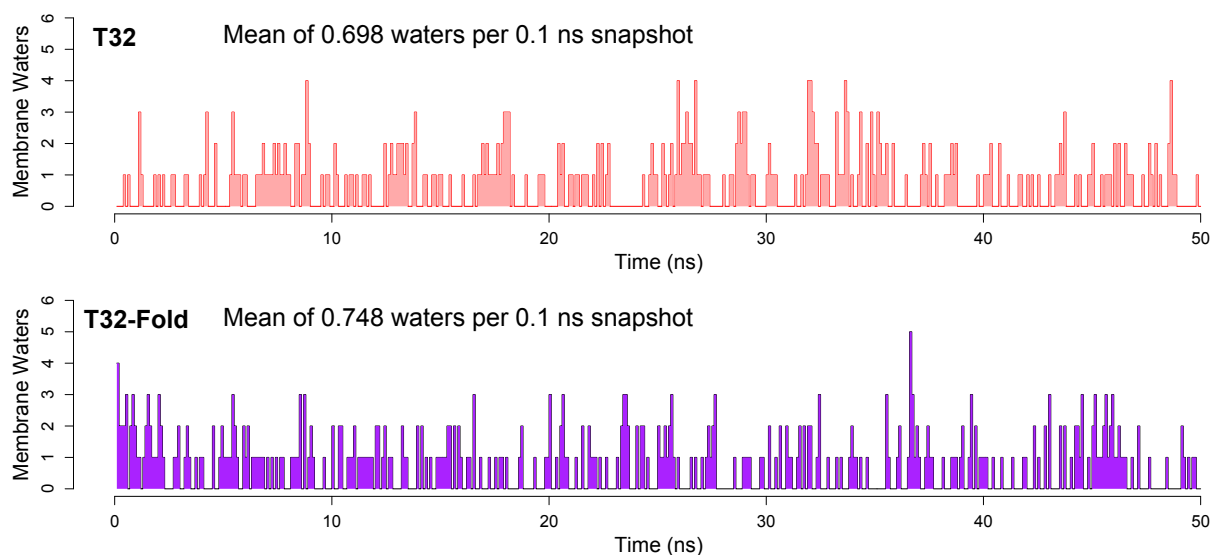 T32 Mean of 0.698 waters per 0.1 ns snapshot
Membrane Waters
6
5
4
3
2
1
0
0 10 20 30 40 50
Time (ns)
T32-Fold Mean of 0.748 waters per 0.1 ns snapshot
Membrane Waters
6
5
4
3
2
1
0
0 10 20 30 40 50
Time (ns)